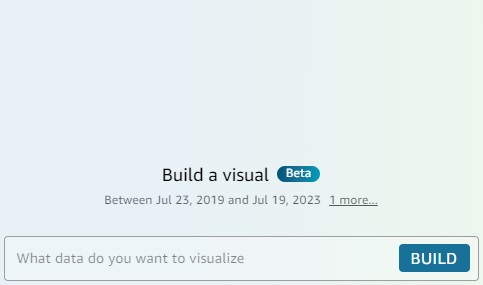 Build a visual Beta
Between Jul 23, 2019 and Jul 19, 2023 1 more...
What data do you want to visualize BUILD